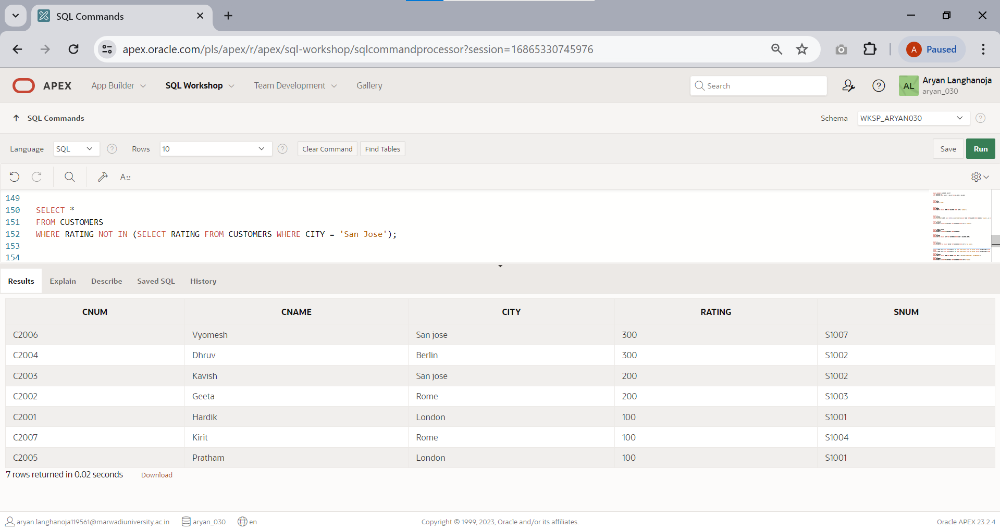 SQL Commands
apex.oracle.com/pls/apex/r/apex/sql-workshop/sqlcommandprocessor?session=16865330745976
A Paused
APEX App Builder SQL Workshop Team Development Gallery
Search
AL
Aryan Langhanoja
aryan_030
SQL Commands
Schema WKSP_ARYAN030 ?
Language SQL ? Rows 10 ? Clear Command Find Tables Save Run
A
149
150 SELECT *
151 FROM CUSTOMERS
152 WHERE RATING NOT IN (SELECT RATING FROM CUSTOMERS WHERE CITY = 'San Jose');
153
154
Results Explain Describe Saved SQL History
CNUM CNAME CITY RATING SNUM
C2006 Vyomesh San jose 300 S1007
C2004 Dhruv Berlin 300 S1002
C2003 Kavish San jose 200 S1002
C2002 Geeta Rome 200 S1003
C2001 Hardik London 100 S1001
C2007 Kirit Rome 100 S1004
C2005 Pratham London 100 S1001
7 rows returned in 0.02 seconds Download
aryan.langhanoja119561@marwadiuniversity.ac.in aryan_030 en
Copyright © 1999, 2023, Oracle and/or its affiliates.
Oracle APEX 23.2.4